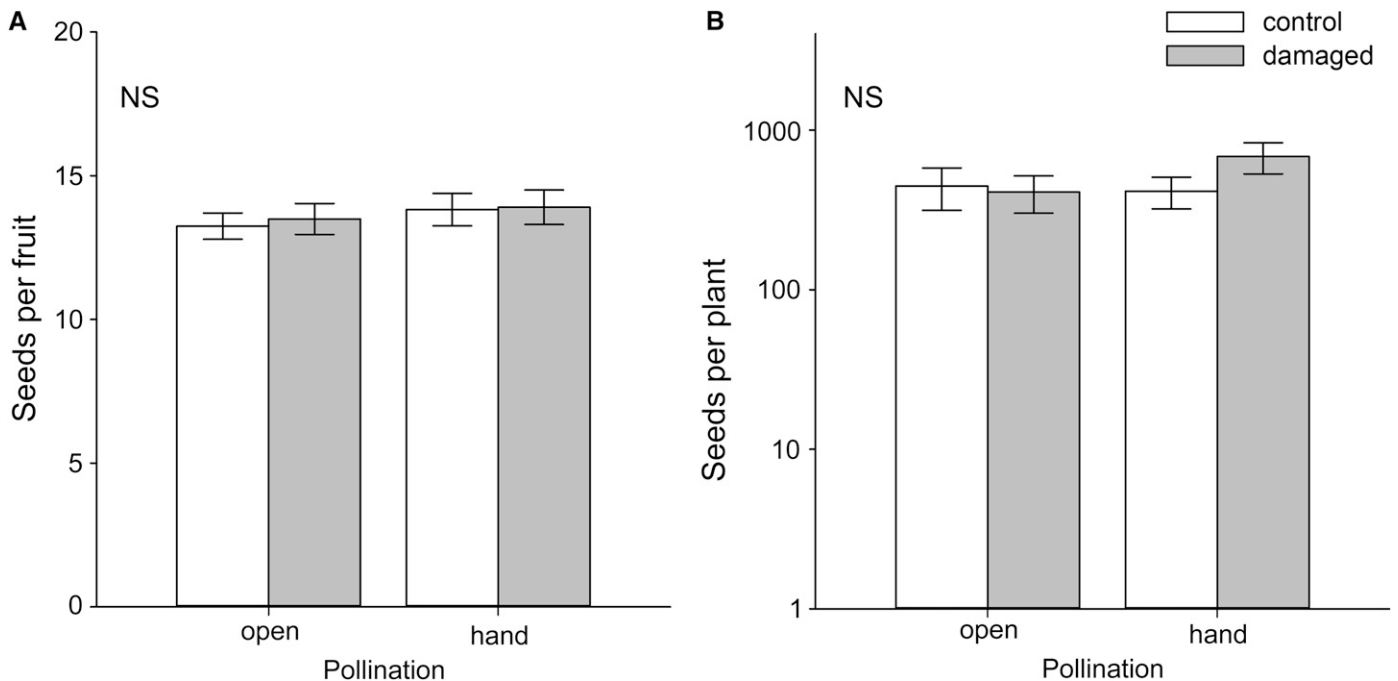 A
20
NS
15
10
5
0
Seeds per fruit
open
hand
Pollination
B
control
damaged
NS
1000
100
10
1
Seeds per plant
open
hand
Pollination